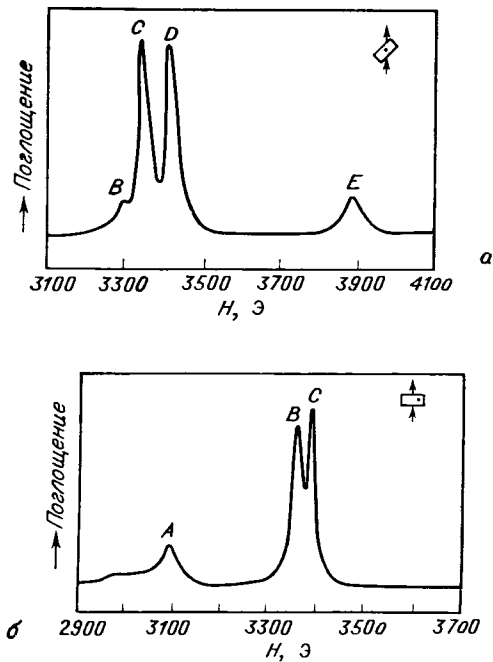 C D
B
E
→ Поглощение
3100 3300 3500 3700 3900 4100
H, Э
а
C
B
A
→ Поглощение
2900 3100 3300 3500 3700
H, Э
б